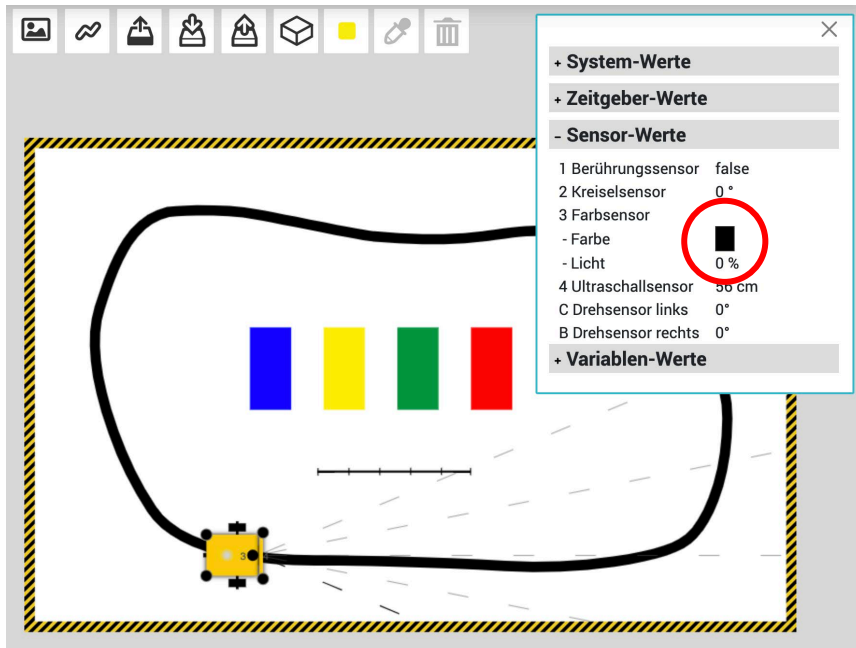 + System-Werte
+ Zeitgeber-Werte
- Sensor-Werte
1 Berührungssensor false
2 Kreiselsensor 0 °
3 Farbsensor
- Farbe
- Licht 0 %
4 Ultraschallsensor 56 cm
C Drehsensor links 0°
B Drehsensor rechts 0°
+ Variablen-Werte
3